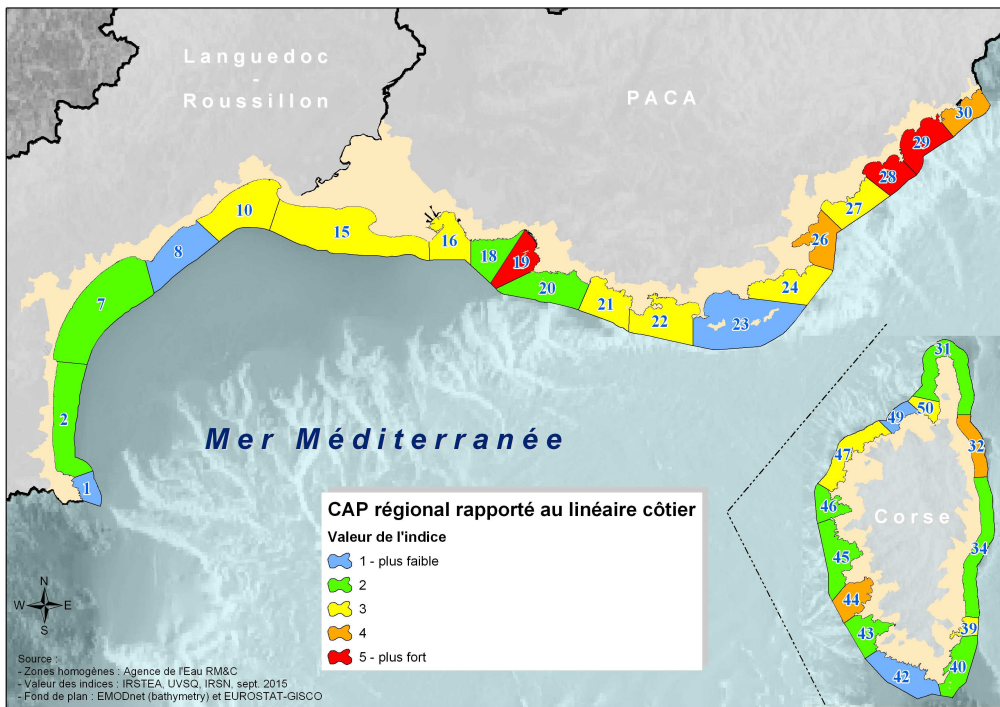 Languedoc
-
Roussillon
PACA
30
29
28
27
26
24
23
22
21
20
19
18
16
15
10
8
7
2
1
Mer Méditerranée
31
50
49
32
47
46
Corse
34
45
44
43
39
40
42
CAP régional rapporté au linéaire côtier
Valeur de l'indice
1 - plus faible
2
3
4
5 - plus fort
N
W E
S
Source :
- Zones homogènes : Agence de l'Eau RM&C
- Valeur des indices : IRSTEA, UVSQ, IRSN, sept. 2015
- Fond de plan : EMODnet (bathymetry) et EUROSTAT-GISCO